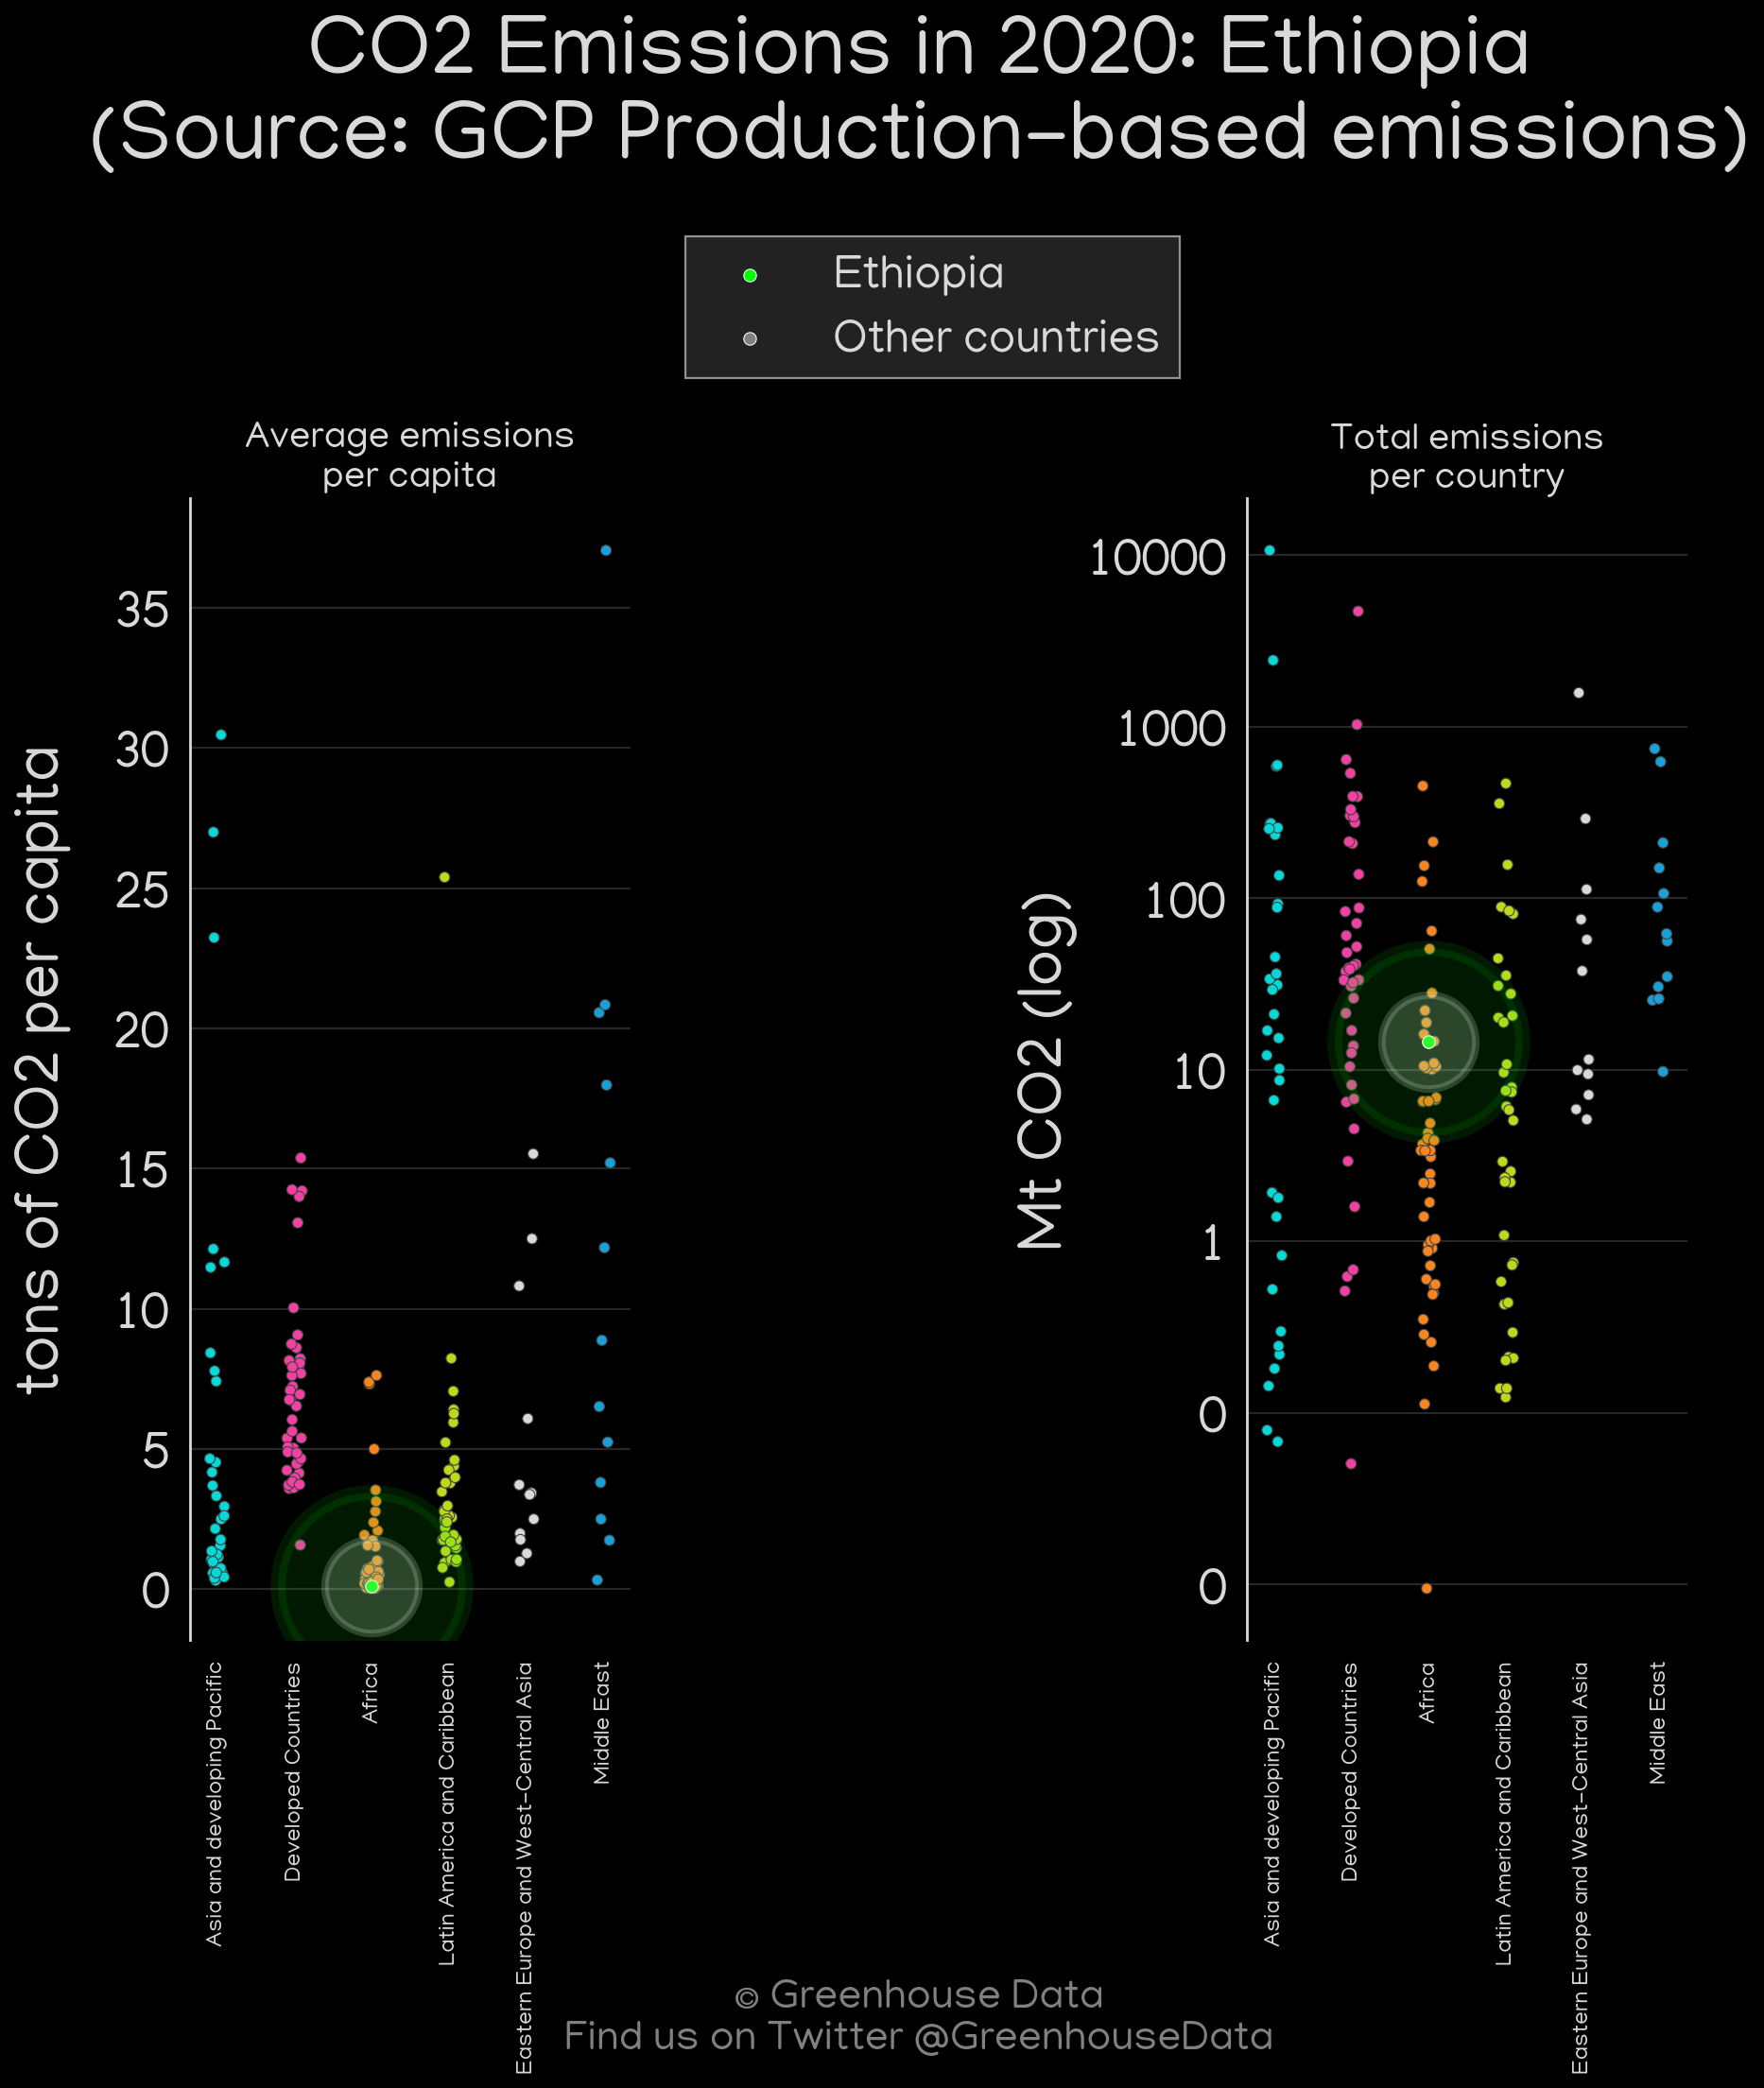 CO2 Emissions in 2020: Ethiopia
(Source: GCP Production-based emissions)
Ethiopia
Other countries
Average emissions
per capita
tons of CO2 per capita
35
30
25
20
15
10
5
0
Asia and developing Pacific
Developed Countries
Africa
Latin America and Caribbean
Eastern Europe and West-Central Asia
Middle East
Total emissions
per country
Mt CO2 (log)
10000
1000
100
10
1
0
0
Asia and developing Pacific
Developed Countries
Africa
Latin America and Caribbean
Eastern Europe and West-Central Asia
Middle East
© Greenhouse Data
Find us on Twitter @GreenhouseData